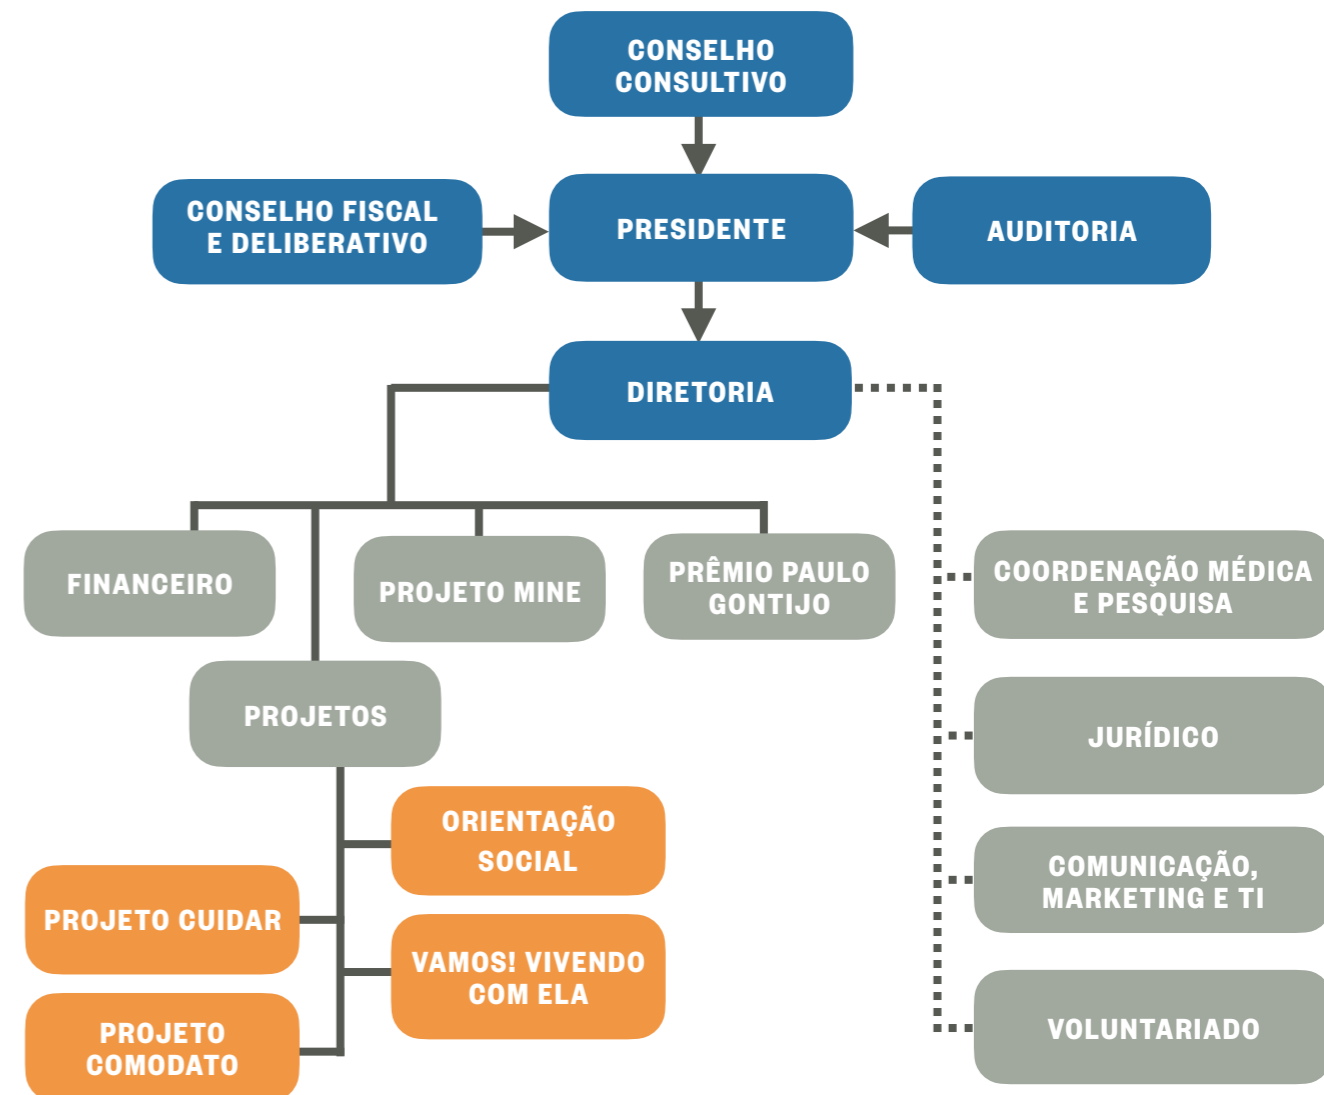 CONSELHO
CONSULTIVO
CONSELHO FISCAL
E DELIBERATIVO
PRESIDENTE
AUDITORIA
DIRETORIA
FINANCEIRO
PROJETO MINE
PRÊMIO PAULO
GONTIJO
PROJETOS
ORIENTAÇÃO
SOCIAL
PROJETO CUIDAR
VAMOS! VIVENDO
COM ELA
PROJETO
COMODATO
COORDENAÇÃO MÉDICA
E PESQUISA
JURÍDICO
COMUNICAÇÃO,
MARKETING E TI
VOLUNTARIADO